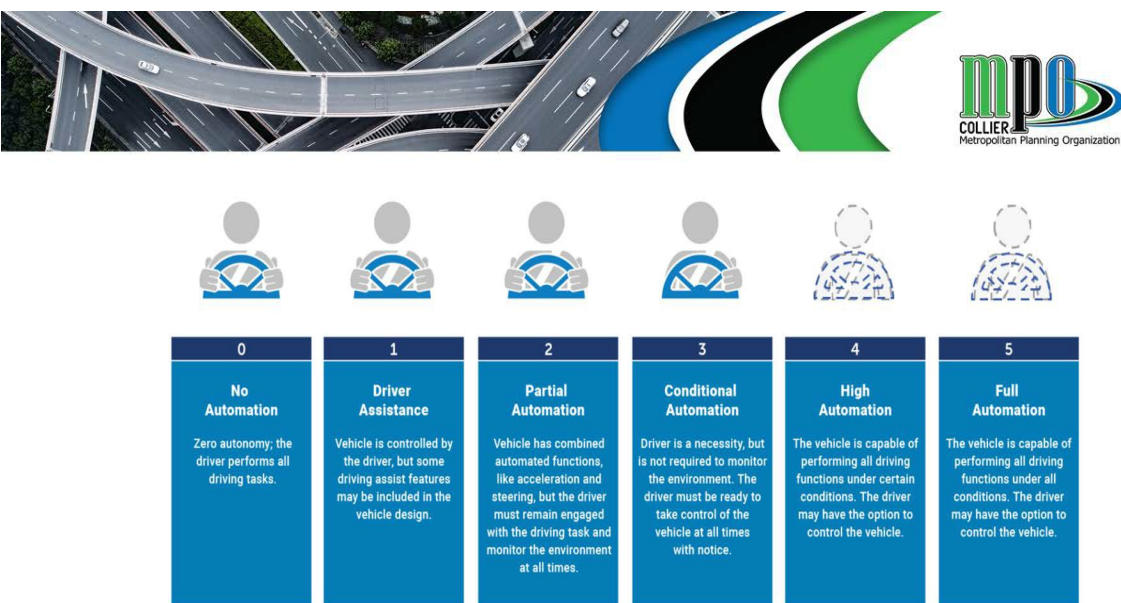 mpo
COLLIER
Metropolitan Planning Organization
0
No
Automation
Zero autonomy; the
driver performs all
driving tasks.
1
Driver
Assistance
Vehicle is controlled by
the driver, but some
driving assist features
may be included in the
vehicle design.
2
Partial
Automation
Vehicle has combined
automated functions,
like acceleration and
steering, but the driver
must remain engaged
with the driving task and
monitor the environment
at all times.
3
Conditional
Automation
Driver is a necessity, but
is not required to monitor
the environment. The
driver must be ready to
take control of the
vehicle at all times
with notice.
4
High
Automation
The vehicle is capable of
performing all driving
functions under certain
conditions. The driver
may have the option to
control the vehicle.
5
Full
Automation
The vehicle is capable of
performing all driving
functions under all
conditions. The driver
may have the option to
control the vehicle.